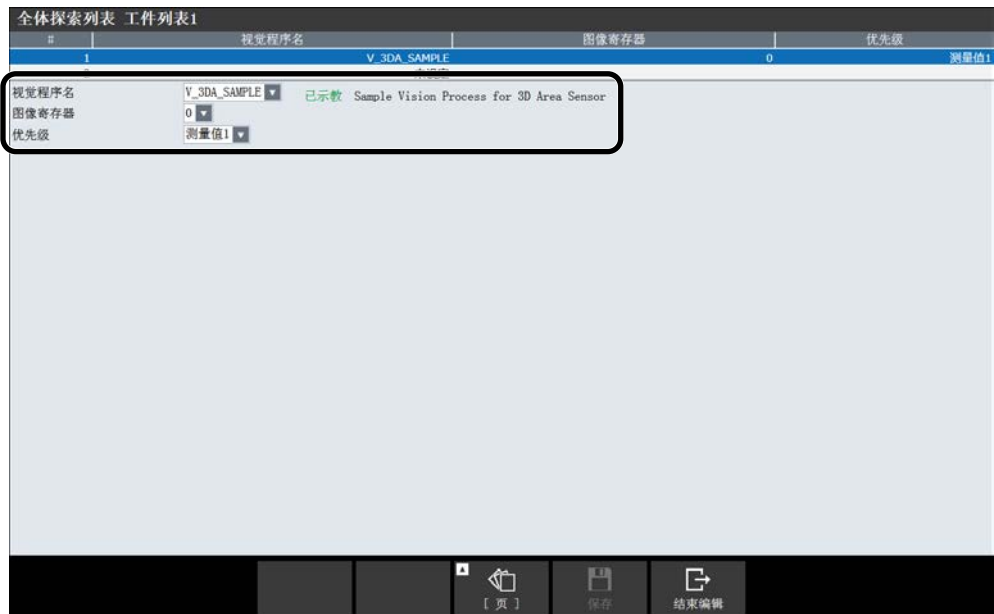 全体探索列表 工件列表1
# 视觉程序名 图像寄存器 优先级
1 V_3DA_SAMPLE 0 测量值1
视觉程序名 V_3DA_SAMPLE 已示教 Sample Vision Process for 3D Area Sensor
图像寄存器 0
优先级 测量值1
[ 页 ] 保存 结束编辑